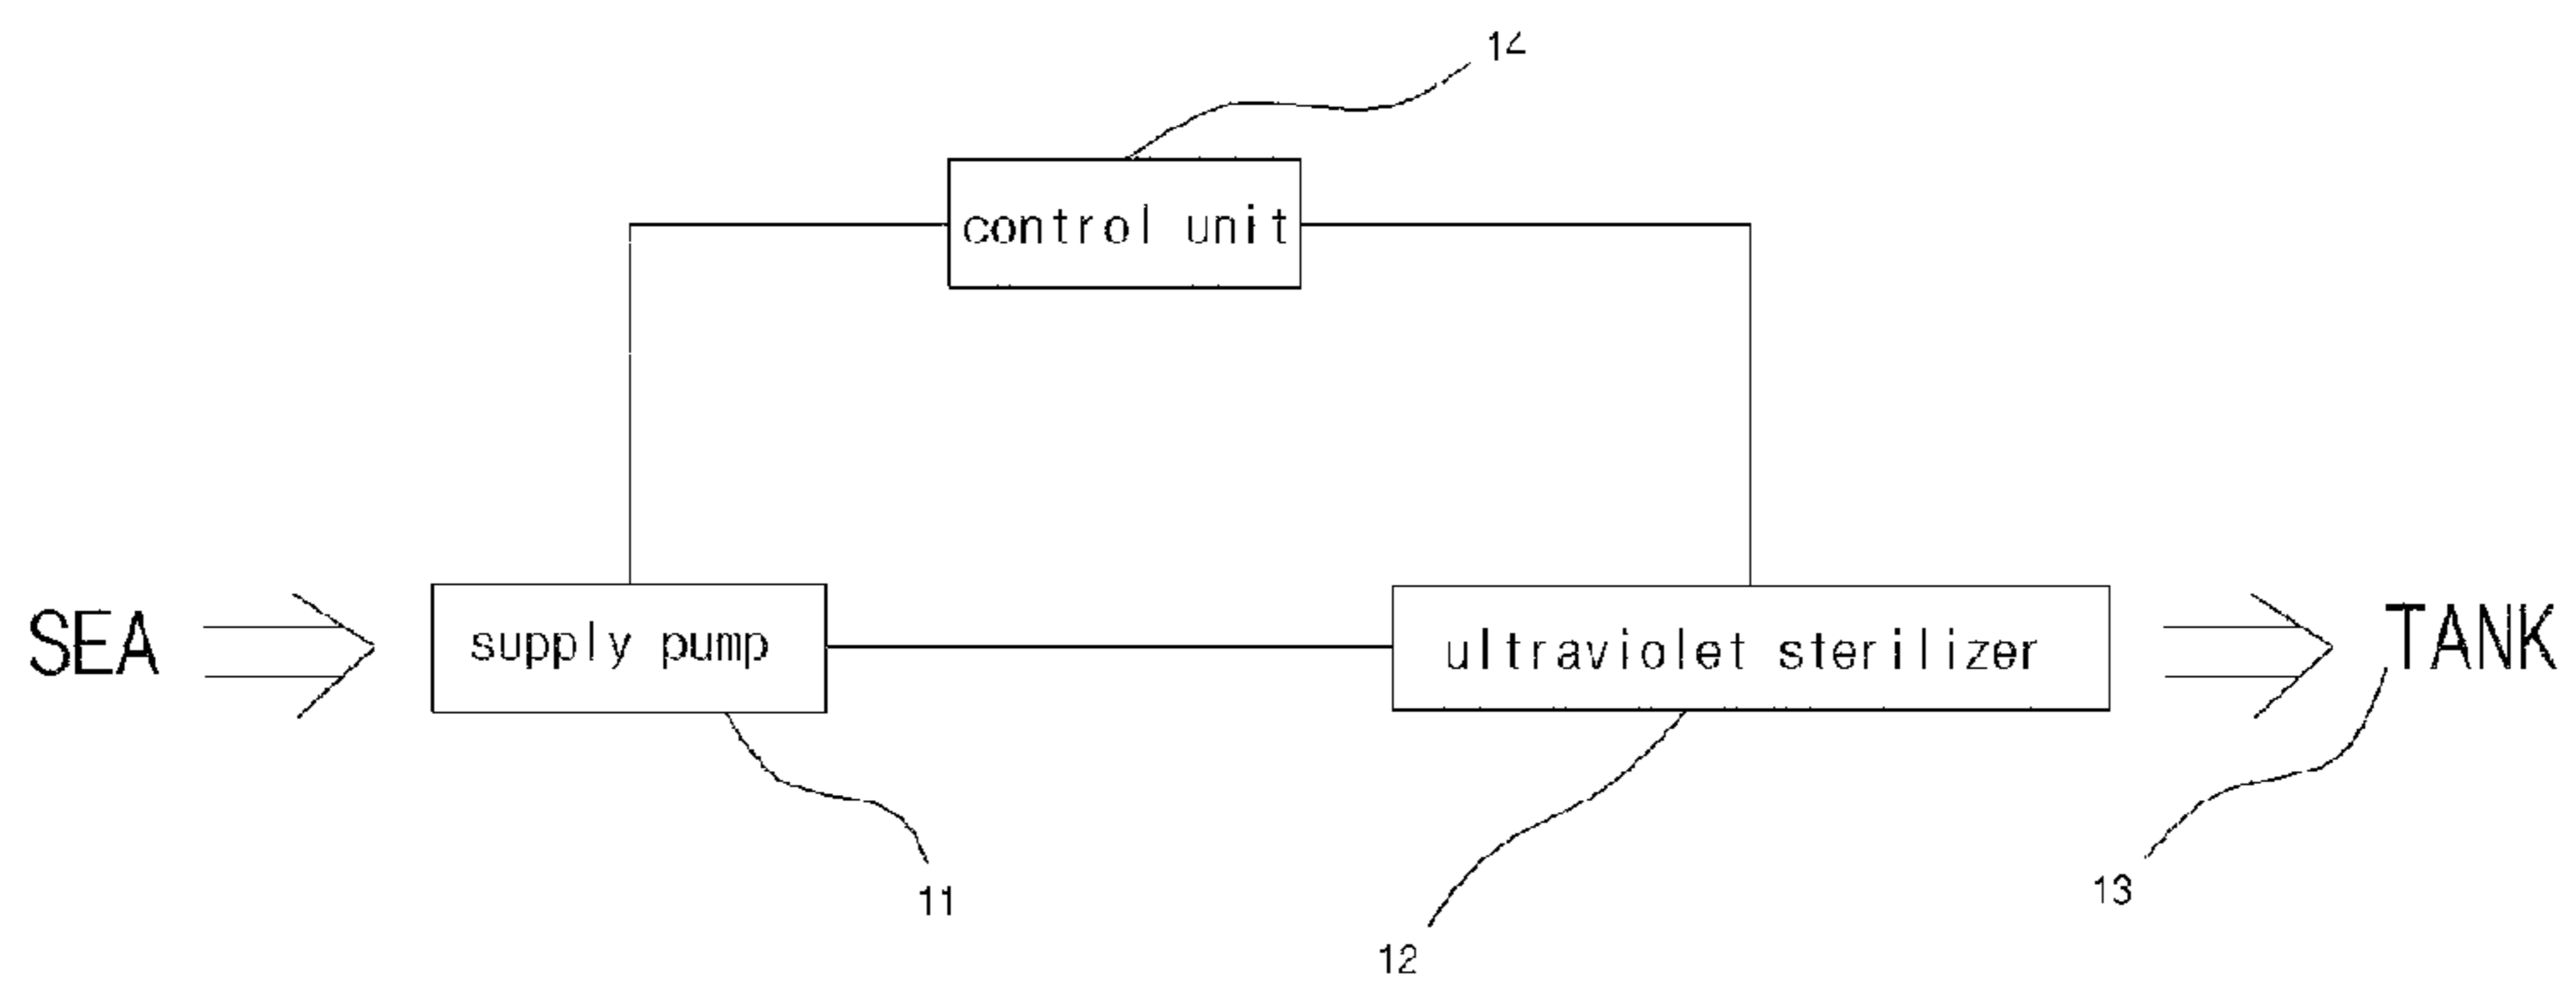 14
control unit
SEA
supply pump
ultraviolet sterilizer
TANK
11
12
13